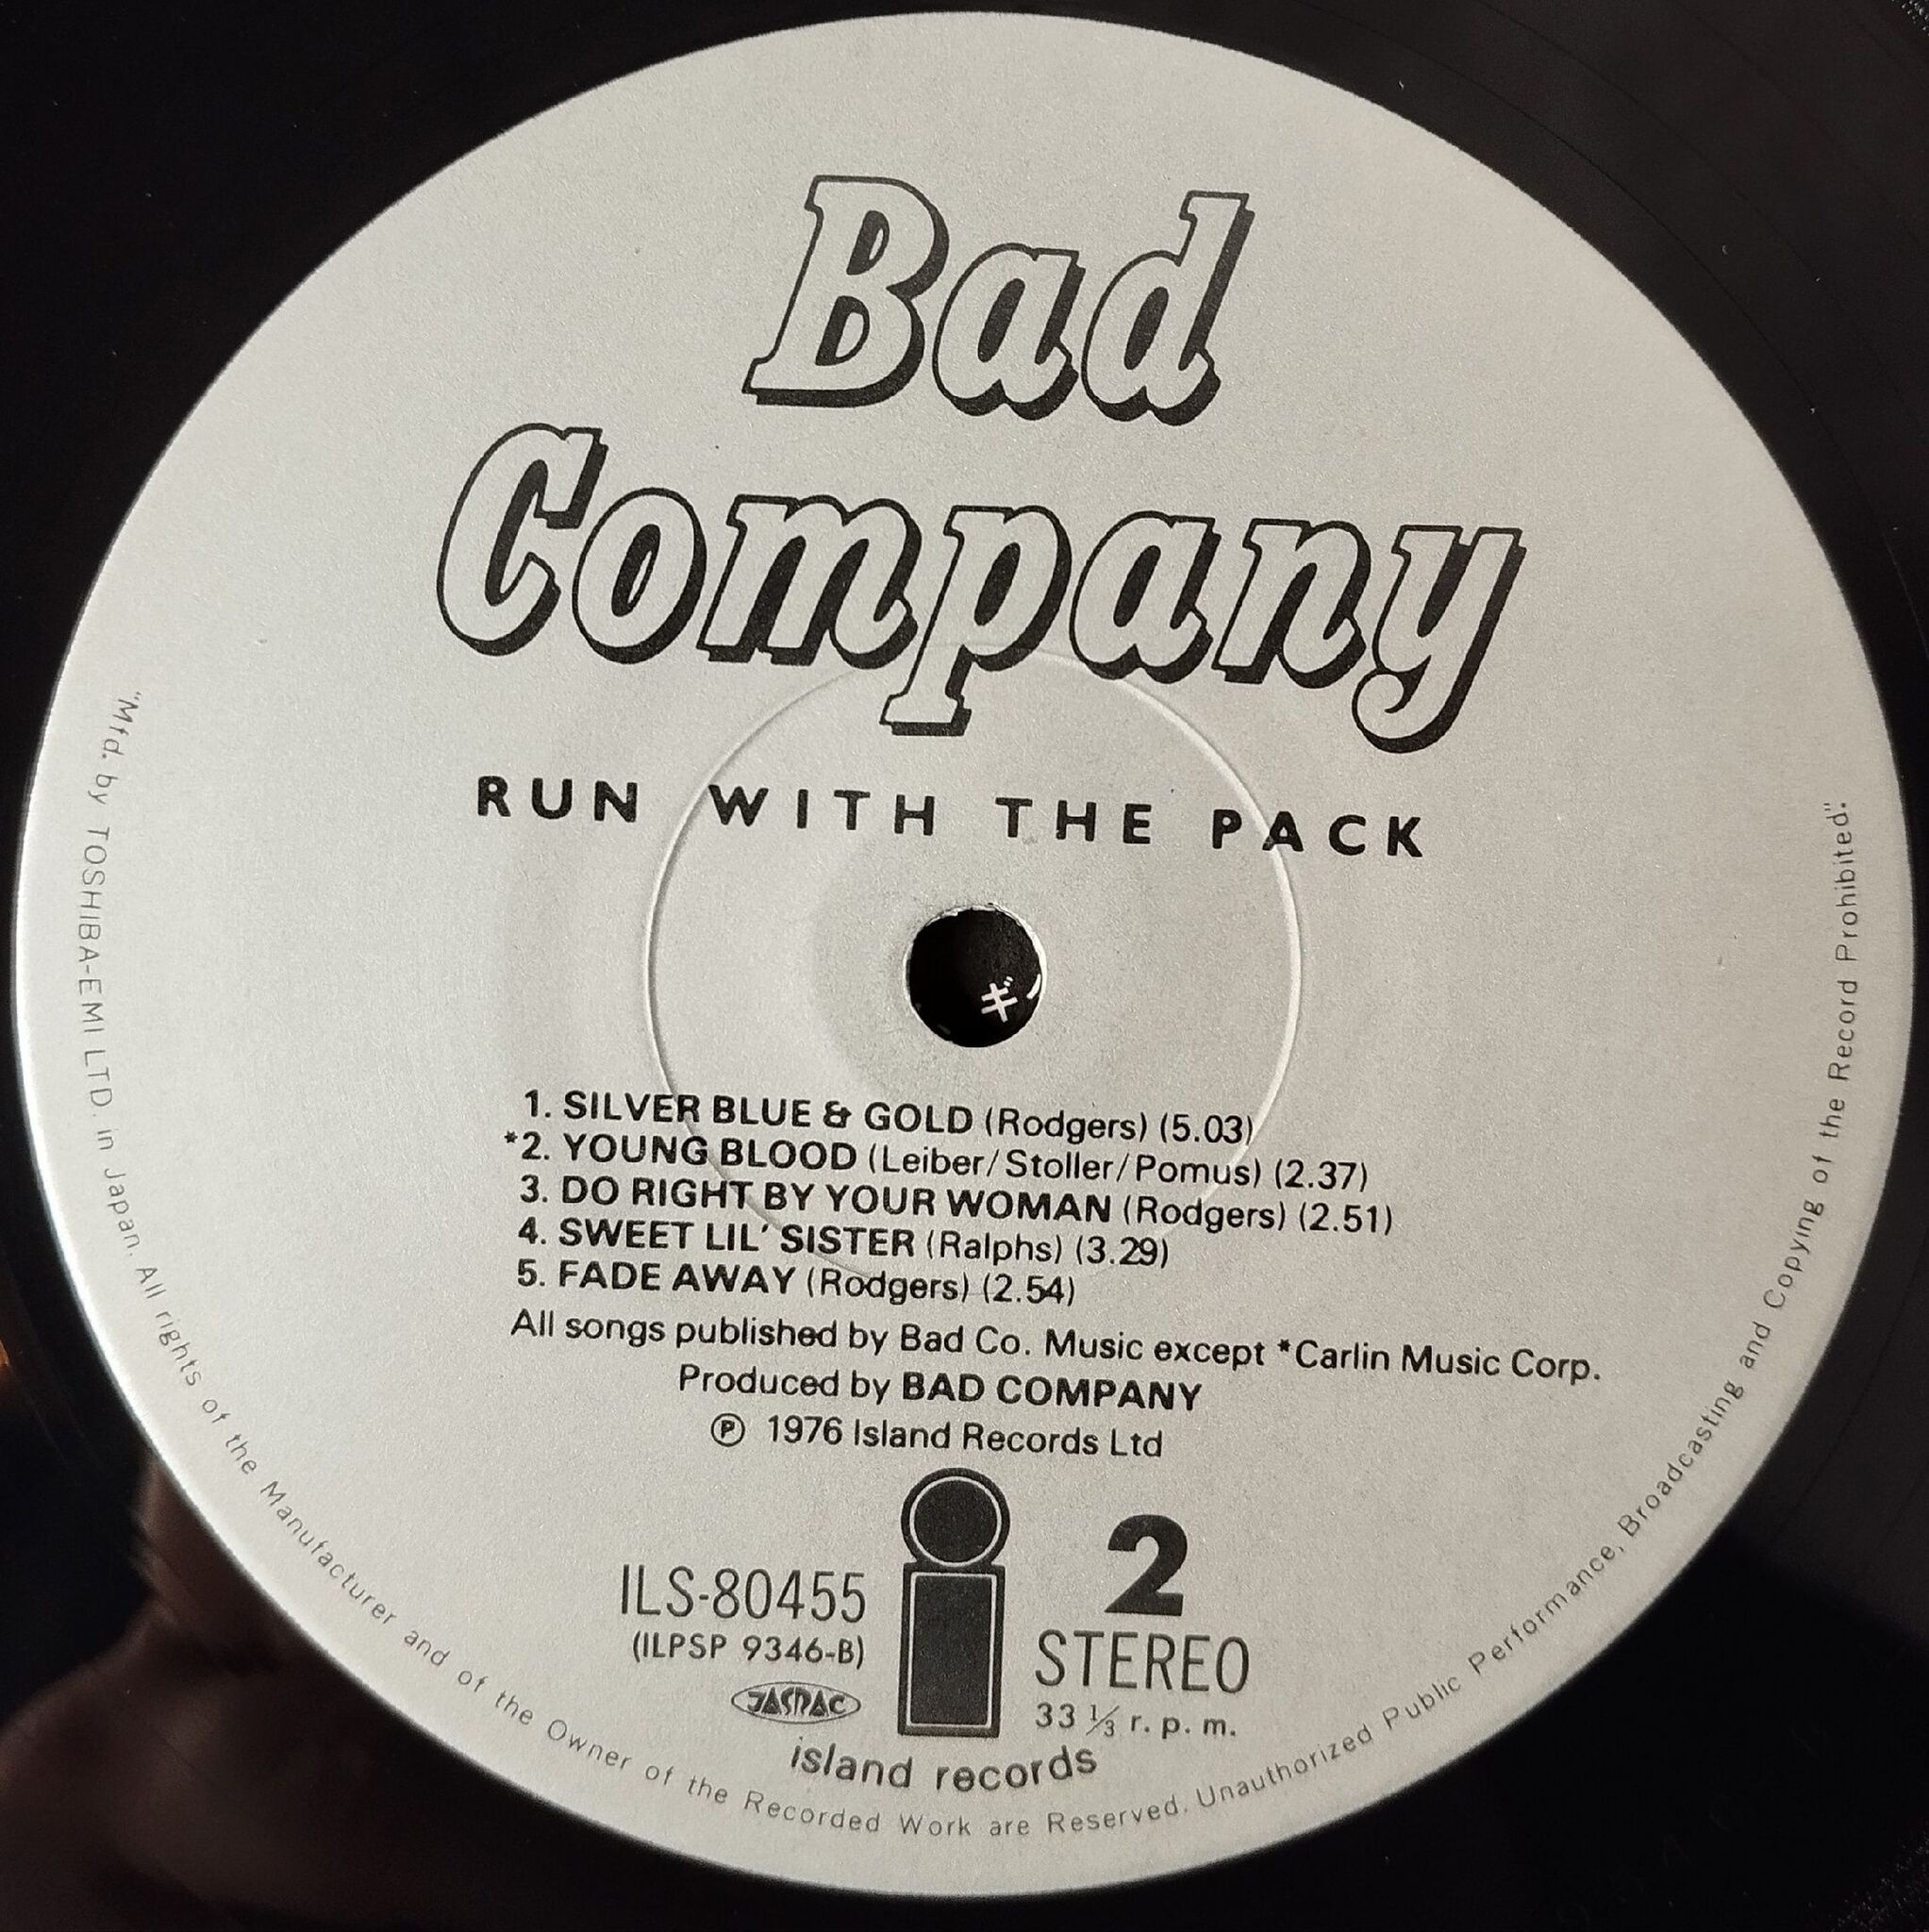 Bad
Company
RUN WITH THE PACK
ギ
1. SILVER BLUE & GOLD (Rodgers) (5.03)
*2. YOUNG BLOOD (Leiber/Stoller/Pomus) (2.37)
3. DO RIGHT BY YOUR WOMAN (Rodgers) (2.51)
4. SWEET LIL' SISTER (Ralphs) (3.29)
5. FADE AWAY (Rodgers) (2.54)
All songs published by Bad Co. Music except *Carlin Music Corp.
Produced by BAD COMPANY
Ⓟ 1976 Island Records Ltd
ILS-80455
(ILPSP 9346-B)
JASRAC
2
STEREO
33 1/3 r. p. m.
island records
"Mfd. by TOSHIBA-EMI LTD. in Japan. All rights of the Manufacturer and of the Owner of the Recorded Work are Reserved. Unauthorized Public Performance, Broadcasting and Copying of the Record Prohibited".